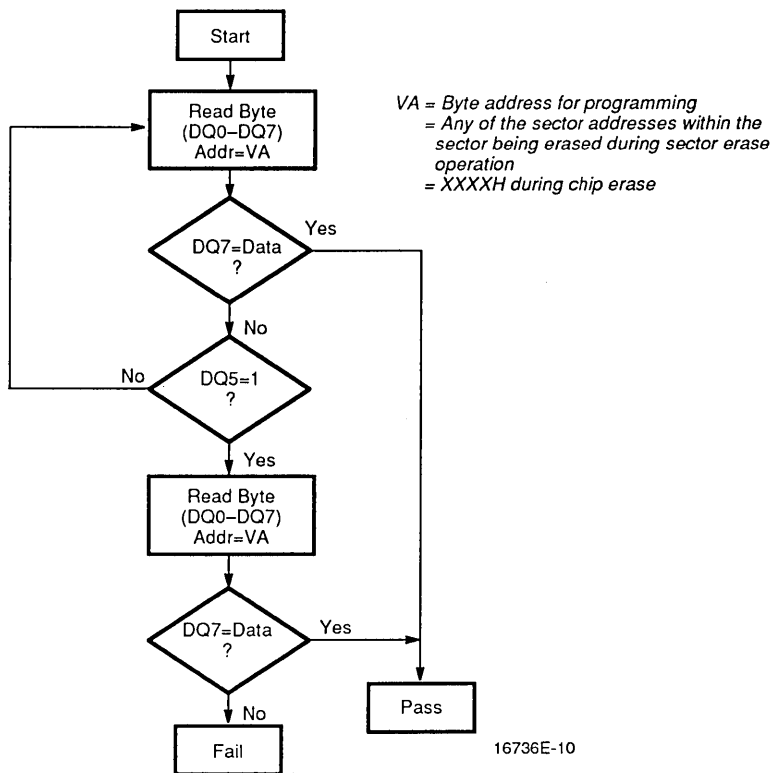 Start
Read Byte
(DQ0–DQ7)
Addr=VA
VA = Byte address for programming
= Any of the sector addresses within the
sector being erased during sector erase
operation
= XXXXH during chip erase
Yes
DQ7=Data
?
No
No
DQ5=1
?
Yes
Read Byte
(DQ0–DQ7)
Addr=VA
DQ7=Data
?
Yes
No
Pass
Fail
16736E-10